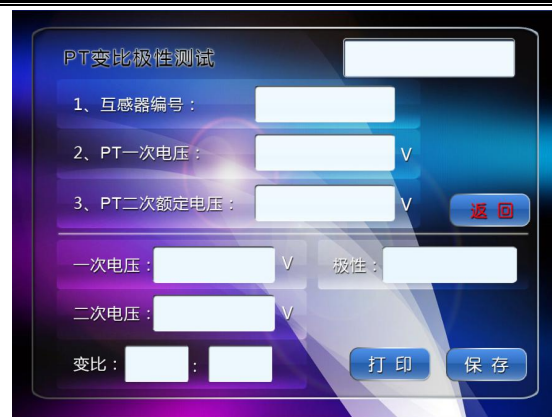 PT变比极性测试
1、互感器编号：
2、PT一次电压： V
3、PT二次额定电压： V
返 回
一次电压： V 极性：
二次电压： V
变比： ：
打 印 保 存